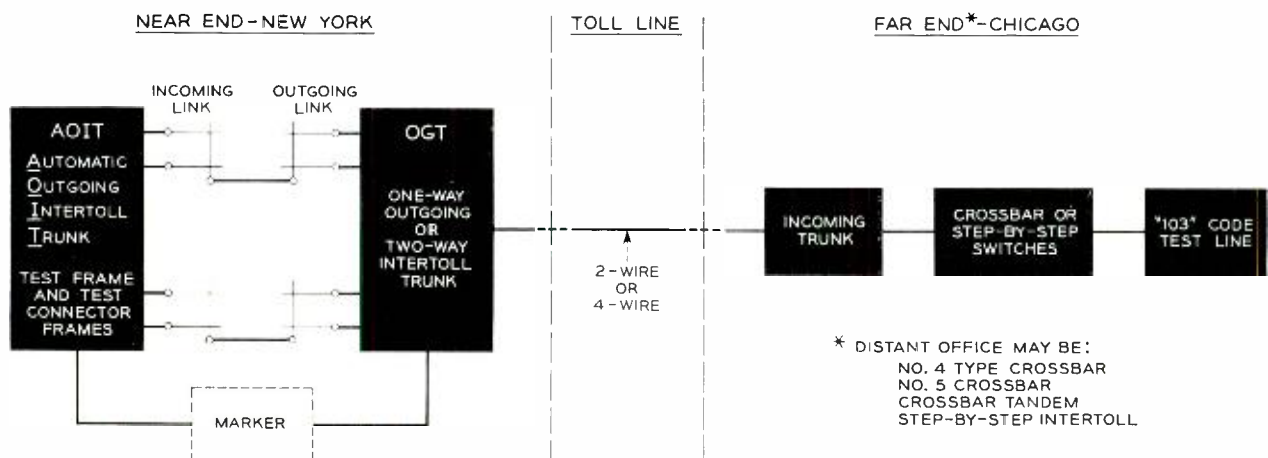 NEAR END-NEW YORK
TOLL LINE
FAR END*-CHICAGO
INCOMING
LINK
OUTGOING
LINK
AOIT
AUTOMATIC
OUTGOING
INTERTOLL
TRUNK
TEST FRAME
AND TEST
CONNECTOR
FRAMES
OGT
ONE-WAY
OUTGOING
OR
TWO-WAY
INTERTOLL
TRUNK
MARKER
2-WIRE
OR
4-WIRE
INCOMING
TRUNK
CROSSBAR OR
STEP-BY-STEP
SWITCHES
"103" CODE
TEST LINE
* DISTANT OFFICE MAY BE:
NO. 4 TYPE CROSSBAR
NO. 5 CROSSBAR
CROSSBAR TANDEM
STEP-BY-STEP INTERTOLL